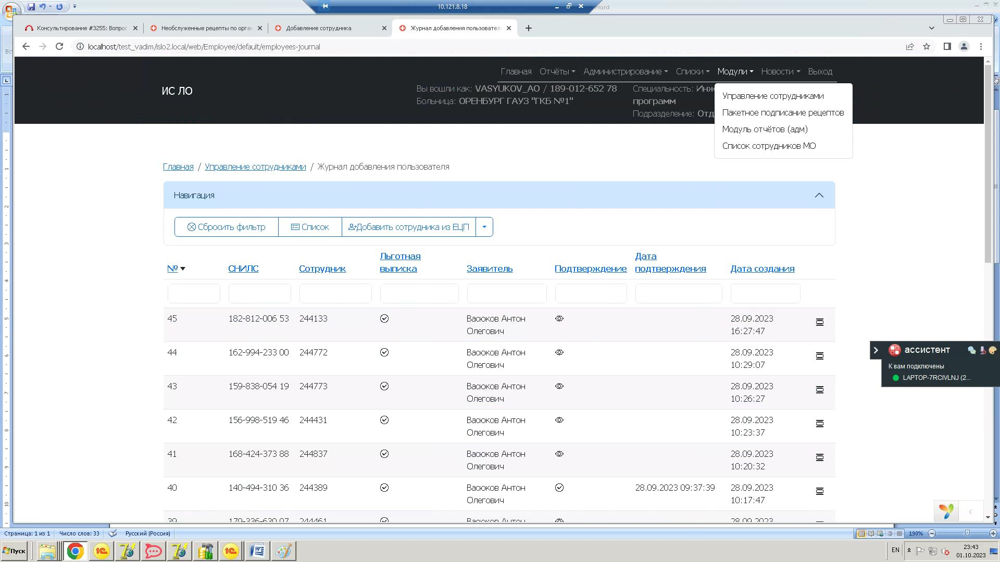 10.121.8.18
Word
Консультирование #3255: Вопрос
Необслуженные рецепты по орган
Добавление сотрудника
Журнал добавления пользовател
localhost/test_vadim/islo2.local/web/Employee/default/employees-journal
Главная Отчёты Администрирование Списки Модули Новости Выход
ИС ЛО
Вы вошли как: VASYUKOV_AO / 189-012-652 78
Больница: ОРЕНБУРГ ГАУЗ "ГКБ №1"
Специальность: Инж
программ
Подразделение: Отд
Управление сотрудниками
Пакетное подписание рецептов
Модуль отчётов (адм)
Список сотрудников МО
Главная / Управление сотрудниками / Журнал добавления пользователя
Навигация
Сбросить фильтр Список Добавить сотрудника из ЕЦП
№ СНИЛС Сотрудник Льготная выписка Заявитель Подтверждение Дата подтверждения Дата создания
45 182-812-006 53 244133 Васюков Антон Олегович 28.09.2023 16:27:47
44 162-994-233 00 244772 Васюков Антон Олегович 28.09.2023 10:29:07
43 159-838-054 19 244773 Васюков Антон Олегович 28.09.2023 10:26:27
42 156-998-519 46 244431 Васюков Антон Олегович 28.09.2023 10:23:37
41 168-424-373 88 244837 Васюков Антон Олегович 28.09.2023 10:20:32
40 140-494-310 36 244389 Васюков Антон Олегович 28.09.2023 09:37:39 28.09.2023 10:17:47
39 179-336-630 07 244461 Васюков Антон 28.09.2023
ассистент
К вам подключены
LAPTOP-7RCIVLNJ (2...
Страница: 1 из 1 Число слов: 33 Русский (Россия) 190%
Пуск
EN
23:43
01.10.2023